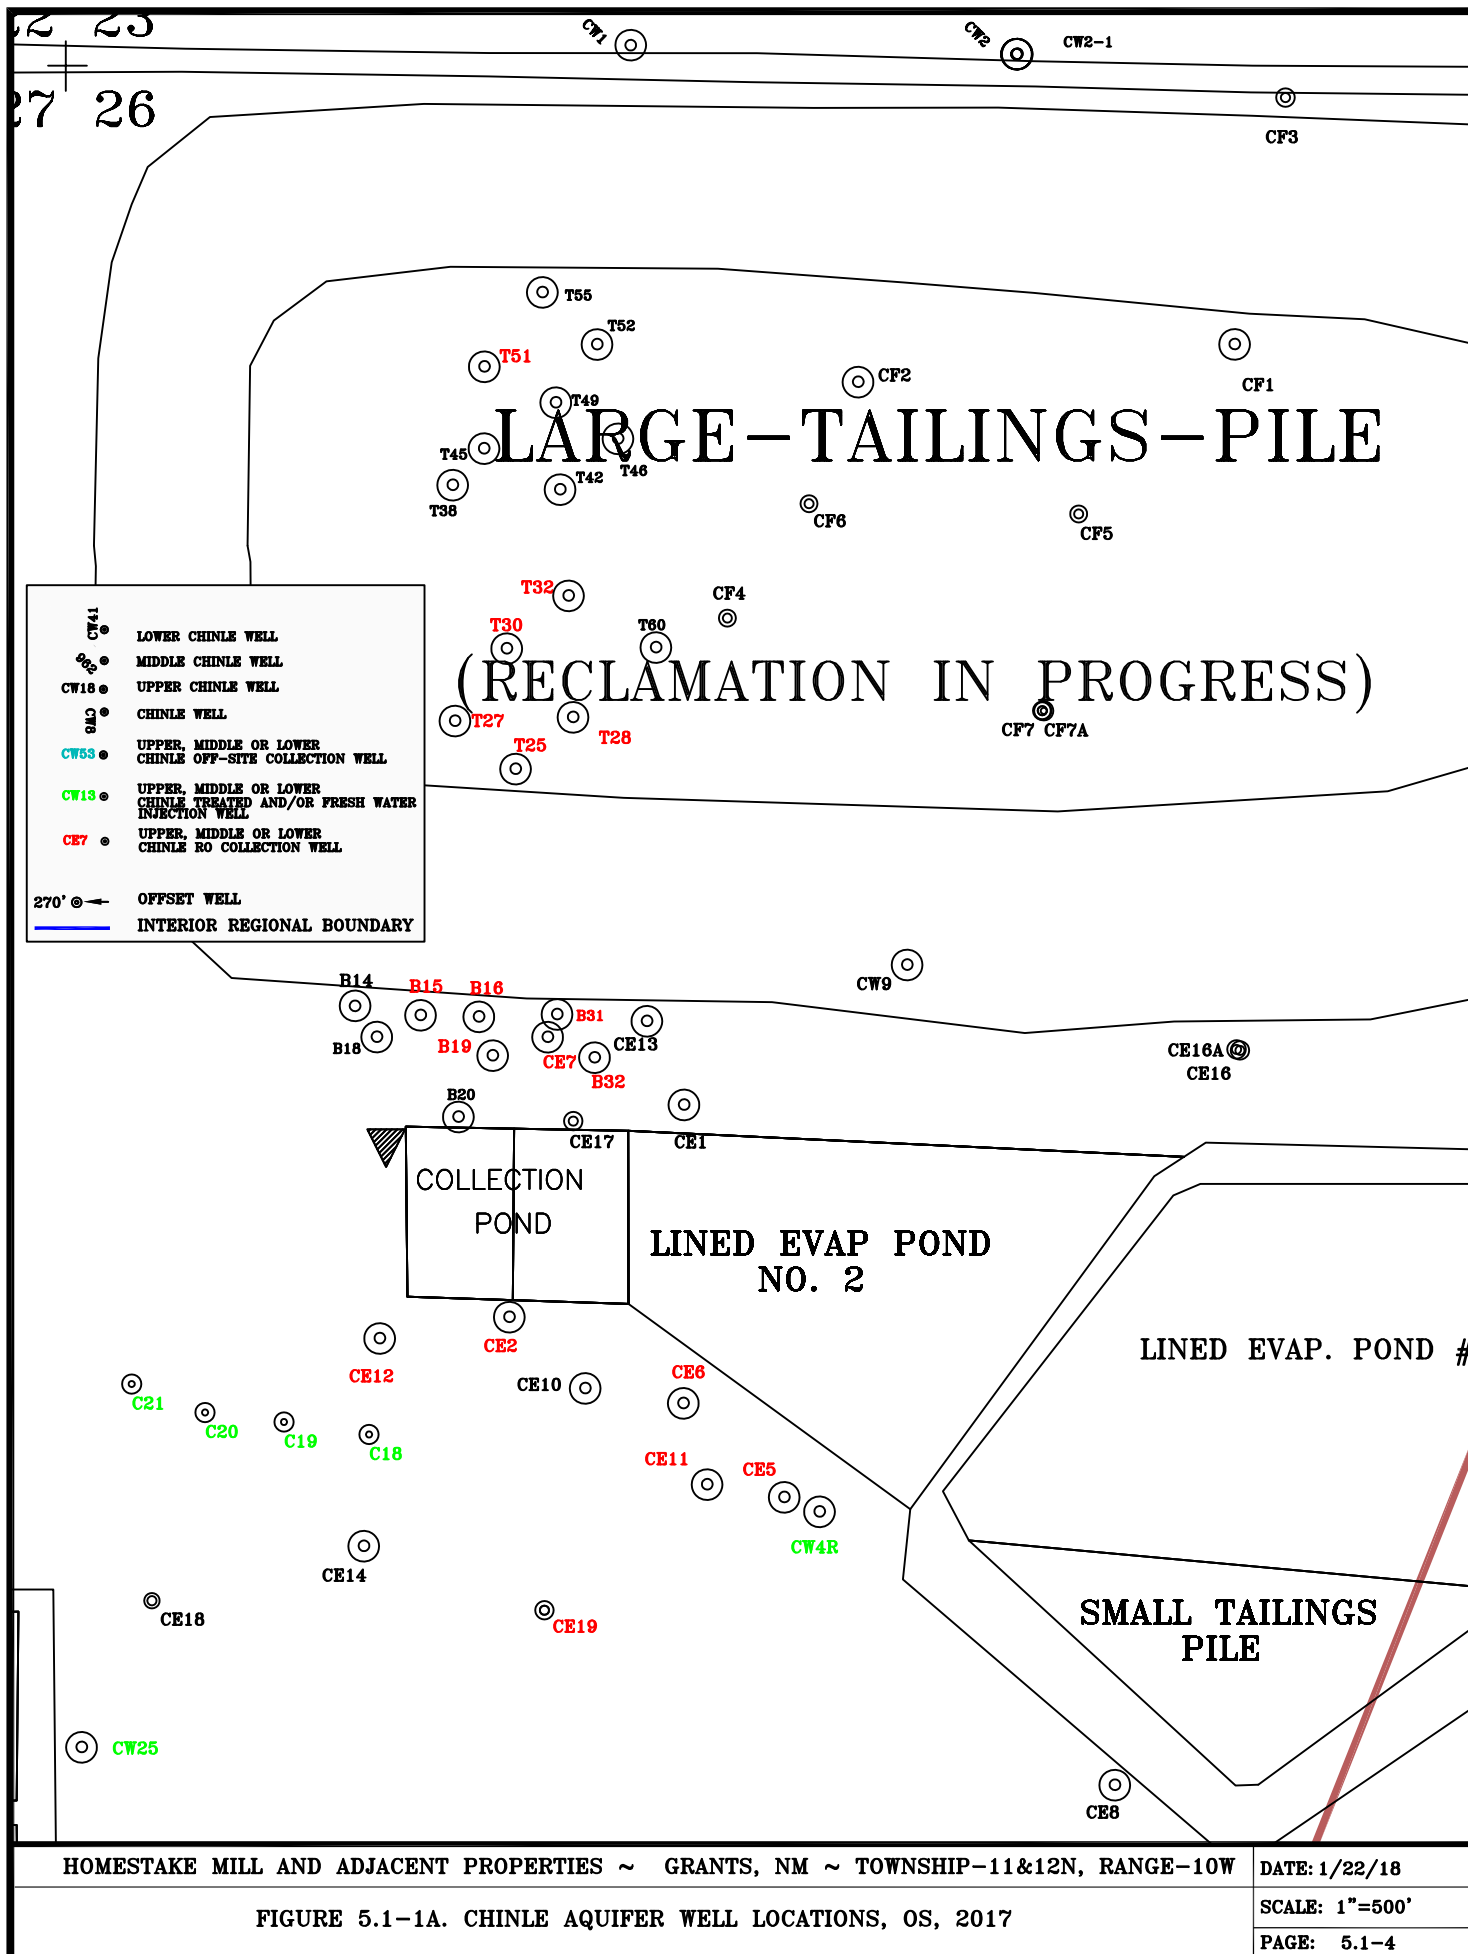 22 23
27 26
CW1
CW2
CW2-1
CF3
T55
T52
T51
CF2
CF1
T49
LARGE-TAILINGS-PILE
T45
T46
T42
T38
CF6
CF5
T32
CF4
T30
T60
(RECLAMATION IN PROGRESS)
T27
T28
CF7 CF7A
T25
CW41
LOWER CHINLE WELL
962
MIDDLE CHINLE WELL
CW18
UPPER CHINLE WELL
CW8
CHINLE WELL
CW53
UPPER, MIDDLE OR LOWER
CHINLE OFF-SITE COLLECTION WELL
CW13
UPPER, MIDDLE OR LOWER
CHINLE TREATED AND/OR FRESH WATER
INJECTION WELL
CE7
UPPER, MIDDLE OR LOWER
CHINLE RO COLLECTION WELL
270'
OFFSET WELL
INTERIOR REGIONAL BOUNDARY
CW9
B14
B15
B16
B31
B18
B19
CE7
CE13
B32
CE16A
CE16
B20
CE17
CE1
COLLECTION
POND
LINED EVAP POND
NO. 2
CE2
CE12
CE10
CE6
LINED EVAP. POND #
C21
C20
C19
C18
CE11
CE5
CW4R
CE14
CE18
CE19
SMALL TAILINGS
PILE
CW25
CE8
HOMESTAKE MILL AND ADJACENT PROPERTIES ~ GRANTS, NM ~ TOWNSHIP-11&12N, RANGE-10W
DATE: 1/22/18
FIGURE 5.1-1A. CHINLE AQUIFER WELL LOCATIONS, OS, 2017
SCALE: 1"=500'
PAGE: 5.1-4